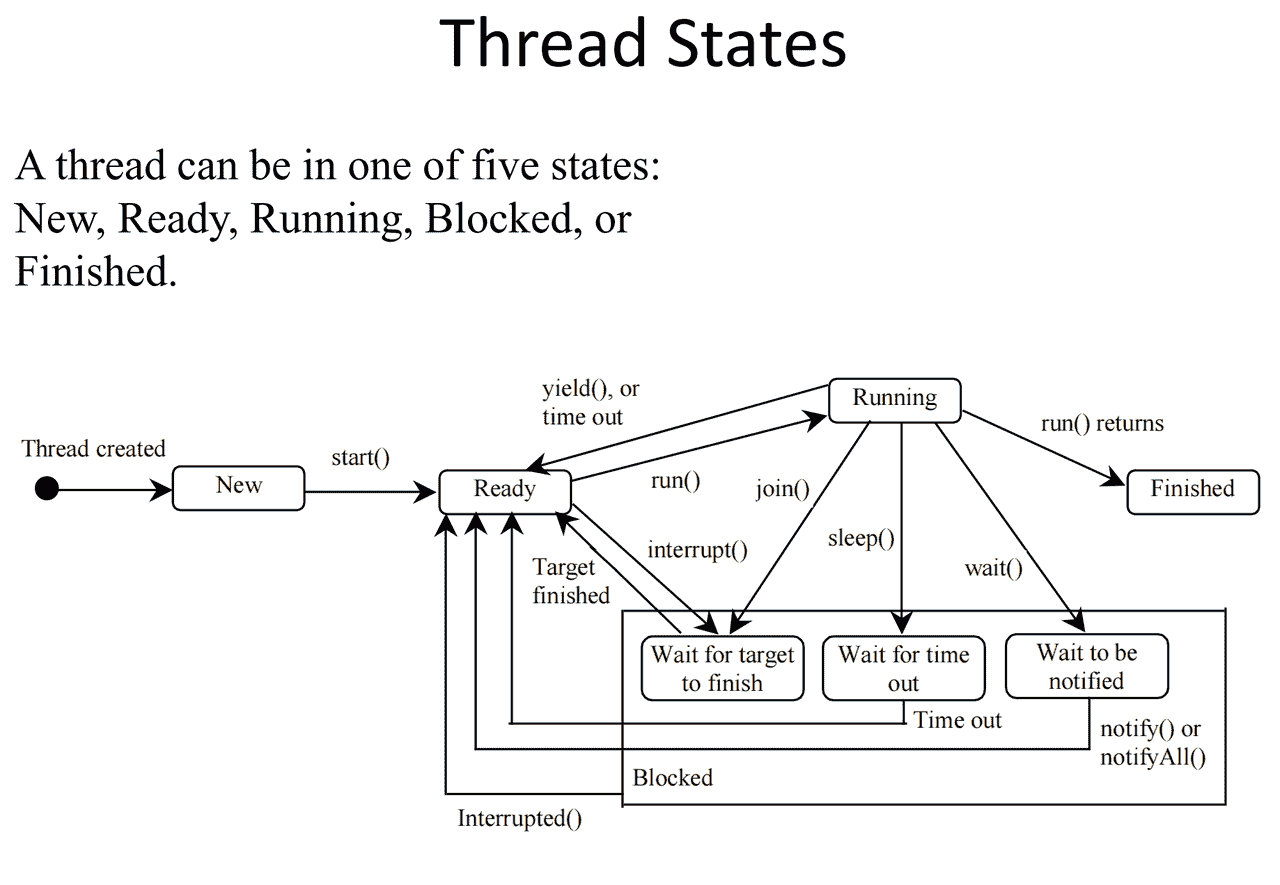 Thread States
A thread can be in one of five states:
New, Ready, Running, Blocked, or
Finished.
yield(), or
time out
Running
run() returns
Thread created
start()
New
Ready
run()
join()
Finished
sleep()
interrupt()
wait()
Target
finished
Wait for target
to finish
Wait for time
out
Wait to be
notified
Time out
notify() or
notifyAll()
Blocked
Interrupted()